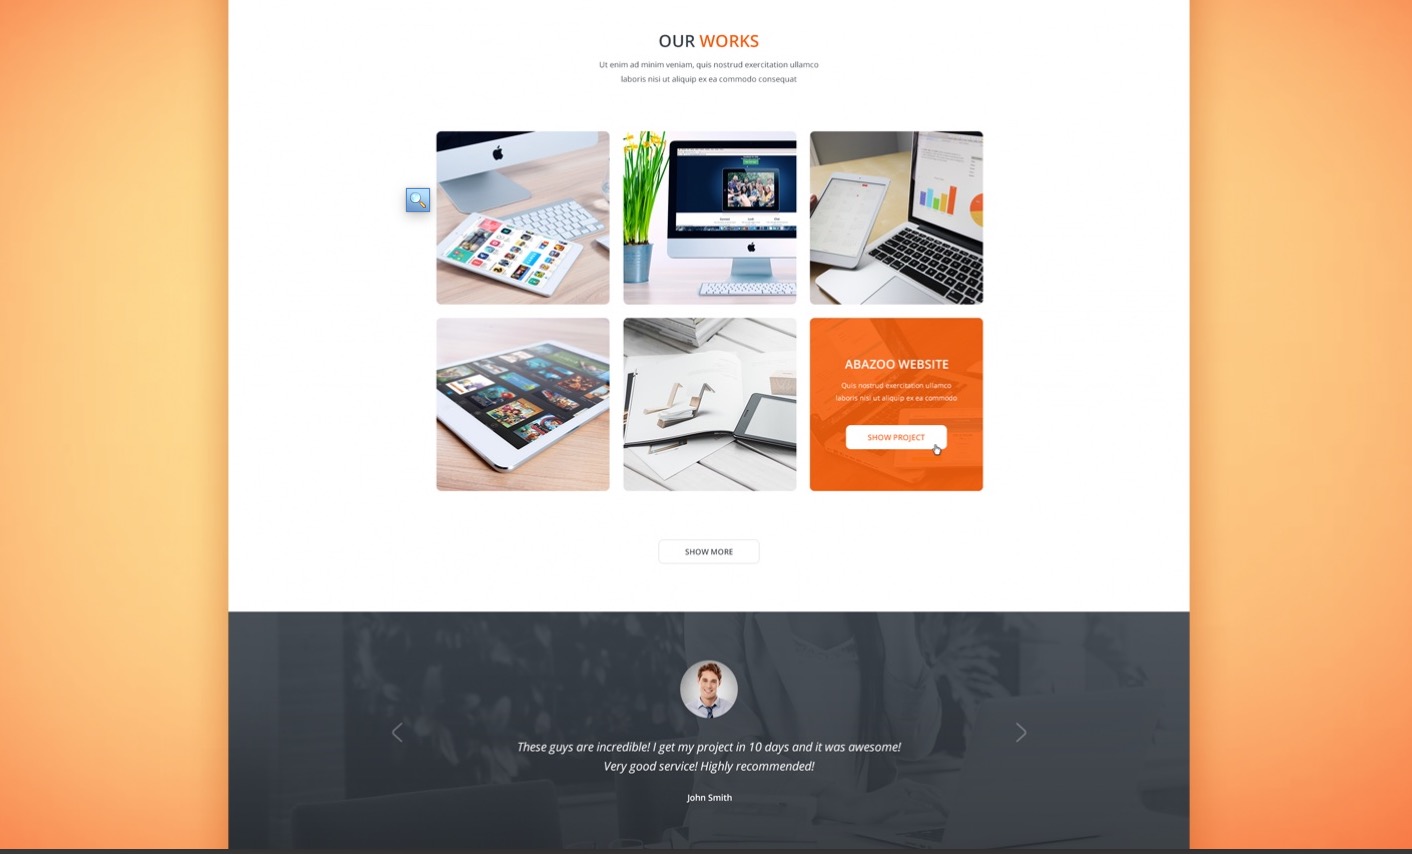 OUR WORKS
Ut enim ad minim veniam, quis nostrud exercitation ullamco
laboris nisi ut aliquip ex ea commodo consequat
ABAZOO WEBSITE
Quis nostrud exercitation ullamco
laboris nisi ut aliquip ex ea commodo
SHOW PROJECT
SHOW MORE
These guys are incredible! I get my project in 10 days and it was awesome!
Very good service! Highly recommended!
John Smith